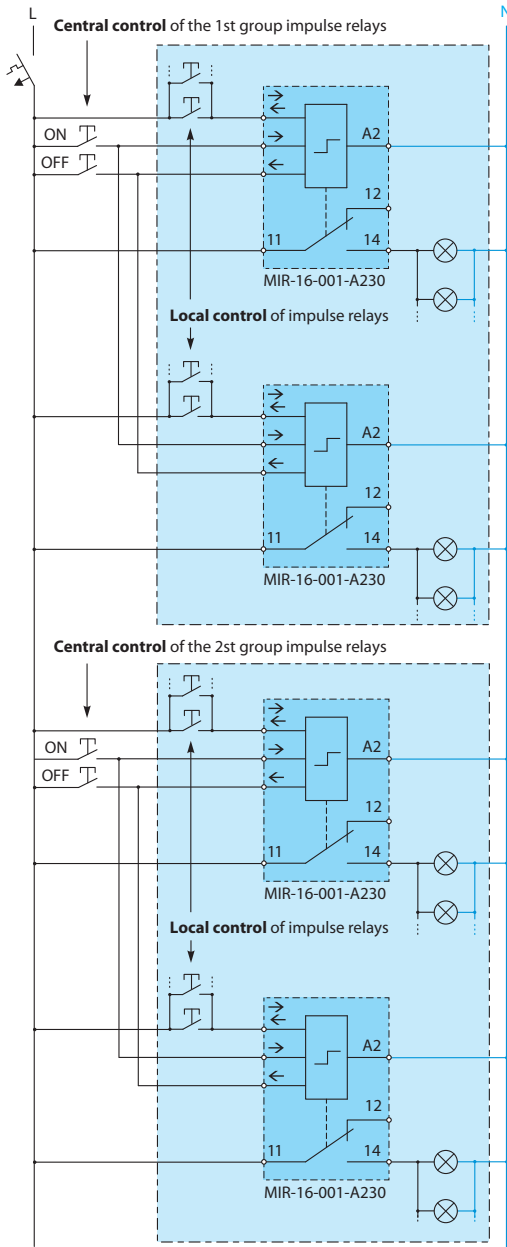 L
N
Central control of the 1st group impulse relays
ON
OFF
A2
12
11
14
MIR-16-001-A230
Local control of impulse relays
A2
12
11
14
MIR-16-001-A230
Central control of the 2st group impulse relays
ON
OFF
A2
12
11
14
MIR-16-001-A230
Local control of impulse relays
A2
12
11
14
MIR-16-001-A230